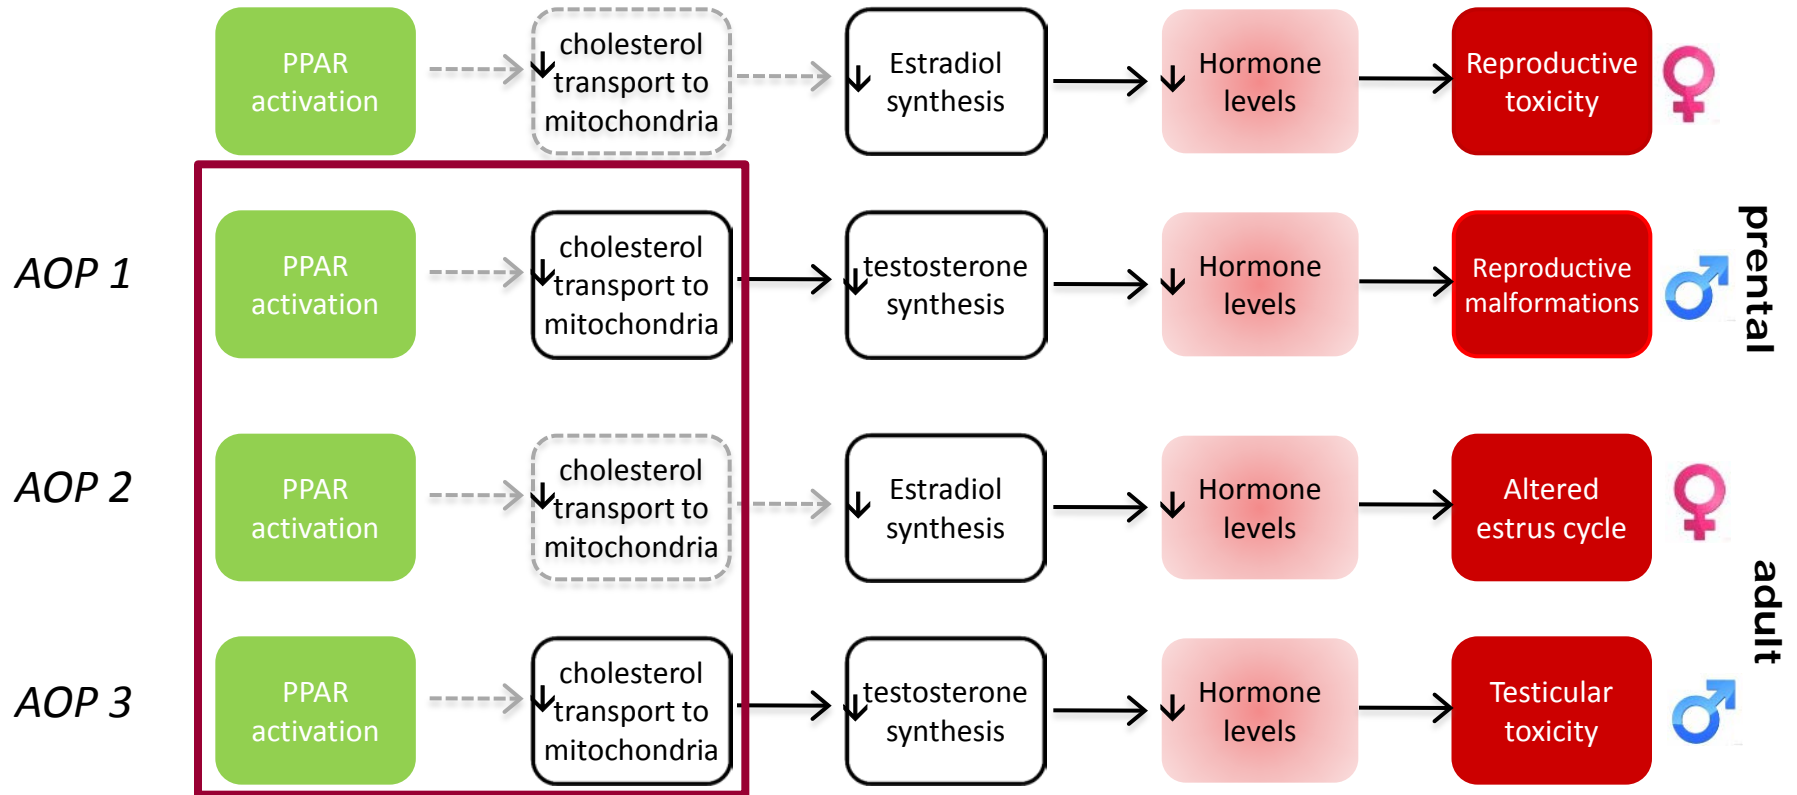 PPAR
activation
cholesterol
transport to
mitochondria
Estradiol
synthesis
Hormone
levels
Reproductive
toxicity
AOP 1
PPAR
activation
cholesterol
transport to
mitochondria
testosterone
synthesis
Hormone
levels
Reproductive
malformations
prental
AOP 2
PPAR
activation
cholesterol
transport to
mitochondria
Estradiol
synthesis
Hormone
levels
Altered
estrus cycle
adult
AOP 3
PPAR
activation
cholesterol
transport to
mitochondria
testosterone
synthesis
Hormone
levels
Testicular
toxicity